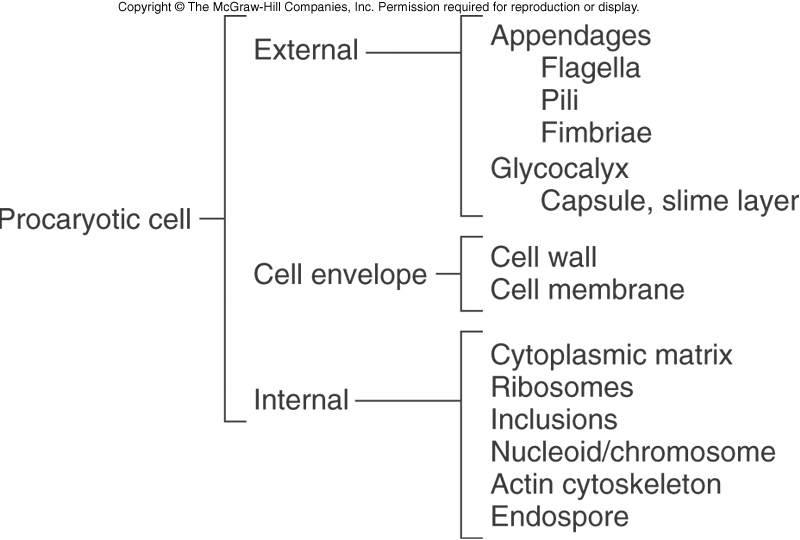 Copyright © The McGraw-Hill Companies, Inc. Permission required for reproduction or display.
Procaryotic cell
External
Appendages
Flagella
Pili
Fimbriae
Glycocalyx
Capsule, slime layer
Cell envelope
Cell wall
Cell membrane
Internal
Cytoplasmic matrix
Ribosomes
Inclusions
Nucleoid/chromosome
Actin cytoskeleton
Endospore